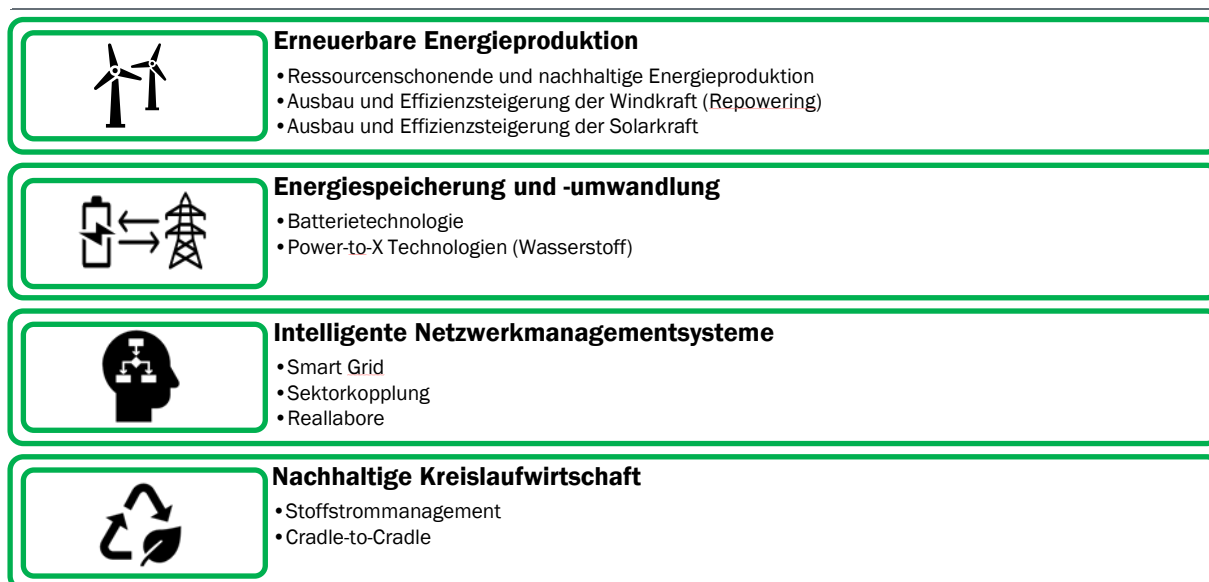 Erneuerbare Energieproduktion
•Ressourcenschonende und nachhaltige Energieproduktion
•Ausbau und Effizienzsteigerung der Windkraft (Repowering)
•Ausbau und Effizienzsteigerung der Solarkraft
Energiespeicherung und -umwandlung
•Batterietechnologie
•Power-to-X Technologien (Wasserstoff)
Intelligente Netzwerkmanagementsysteme
•Smart Grid
•Sektorkopplung
•Reallabore
Nachhaltige Kreislaufwirtschaft
•Stoffstrommanagement
•Cradle-to-Cradle